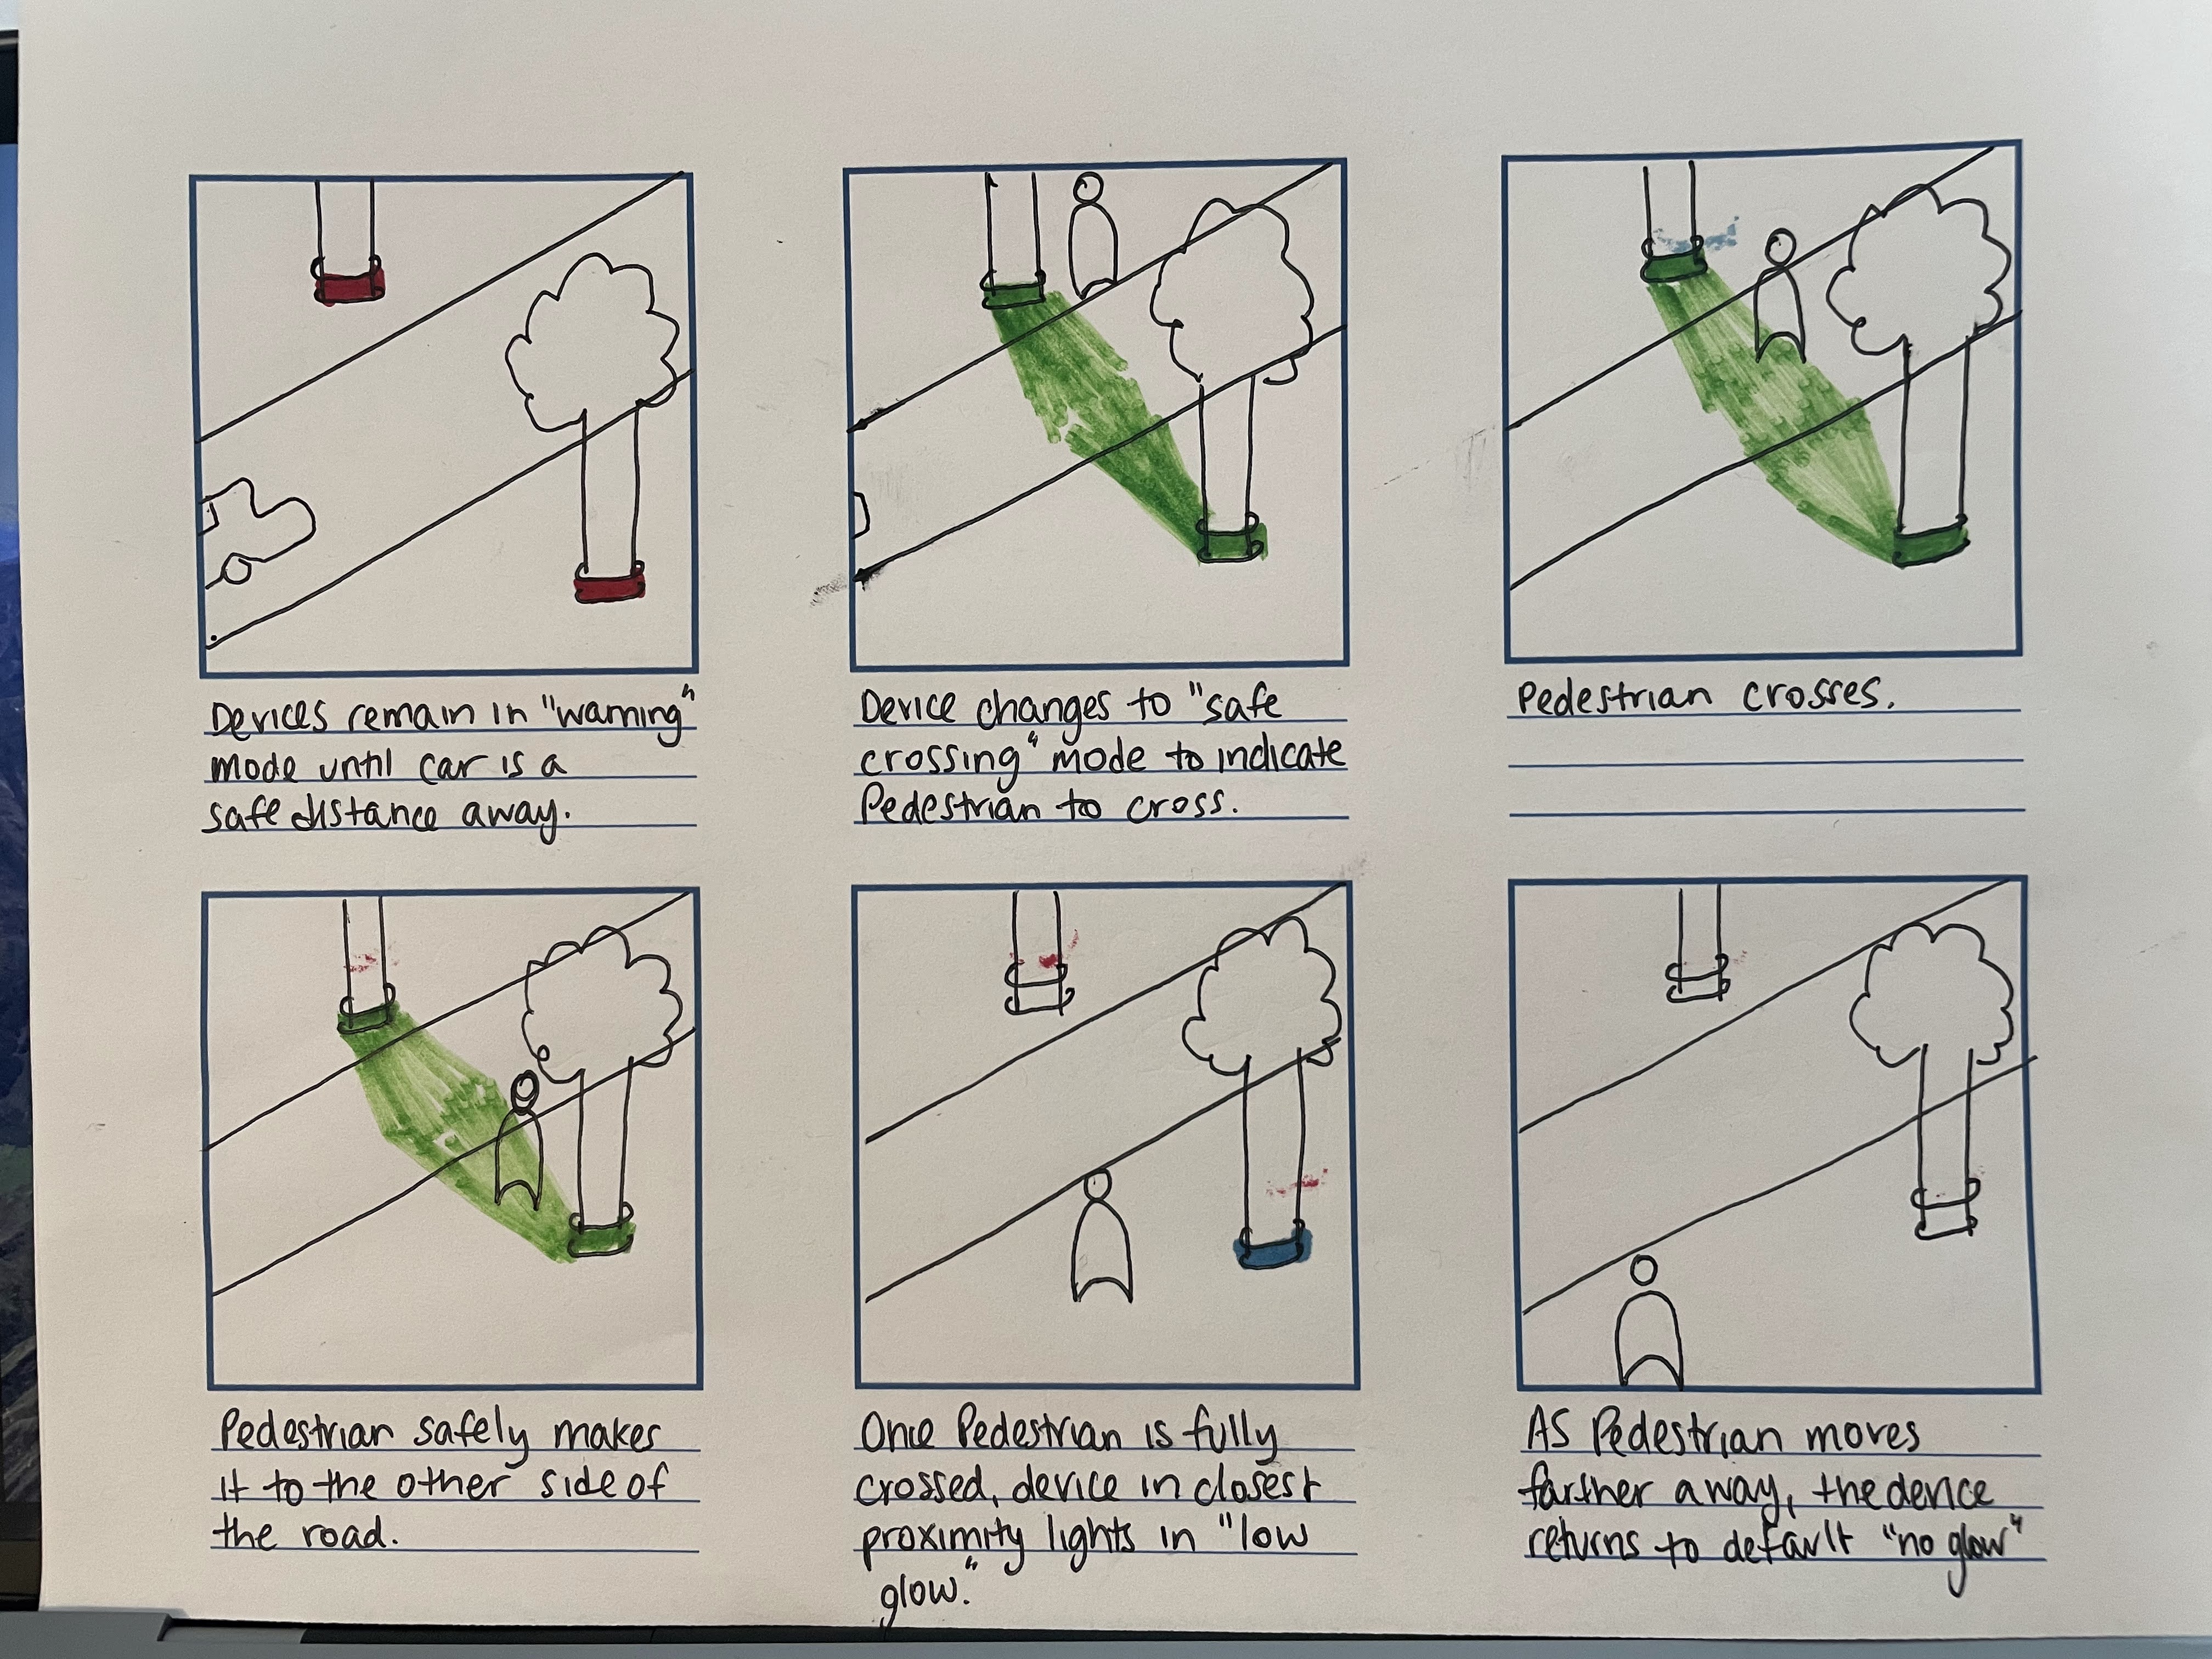 Devices remain in "warning"
mode until car is a
safe distance away.
Device changes to "safe
crossing" mode to indicate
Pedestrian to cross.
Pedestrian crosses.
Pedestrian safely makes
it to the other side of
the road.
Once Pedestrian is fully
crossed, device in closest
proximity lights in "low
glow."
As Pedestrian moves
farther away, the device
returns to default "no glow"